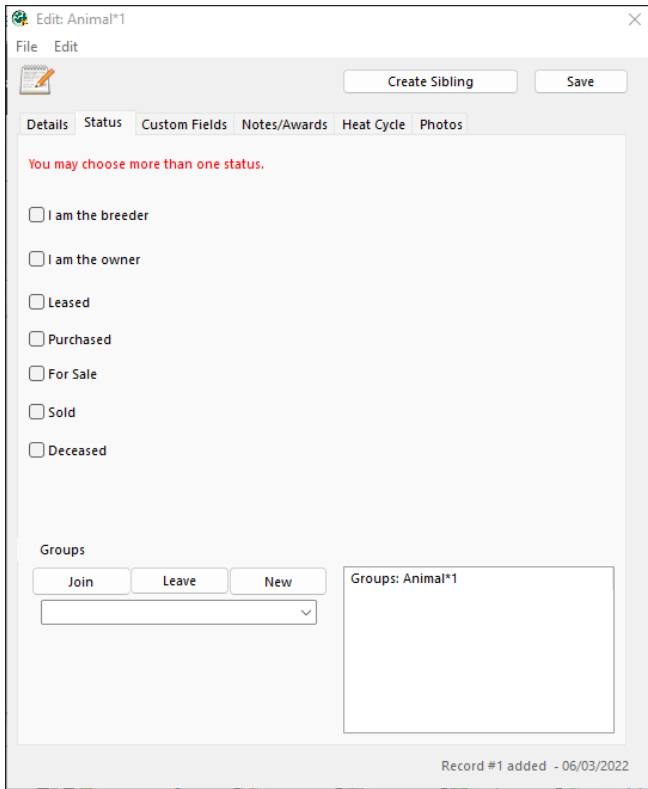 Edit: Animal*1
File Edit
Create Sibling Save
Details Status Custom Fields Notes/Awards Heat Cycle Photos
You may choose more than one status.
I am the breeder
I am the owner
Leased
Purchased
For Sale
Sold
Deceased
Groups
Join Leave New
Groups: Animal*1
Record #1 added - 06/03/2022